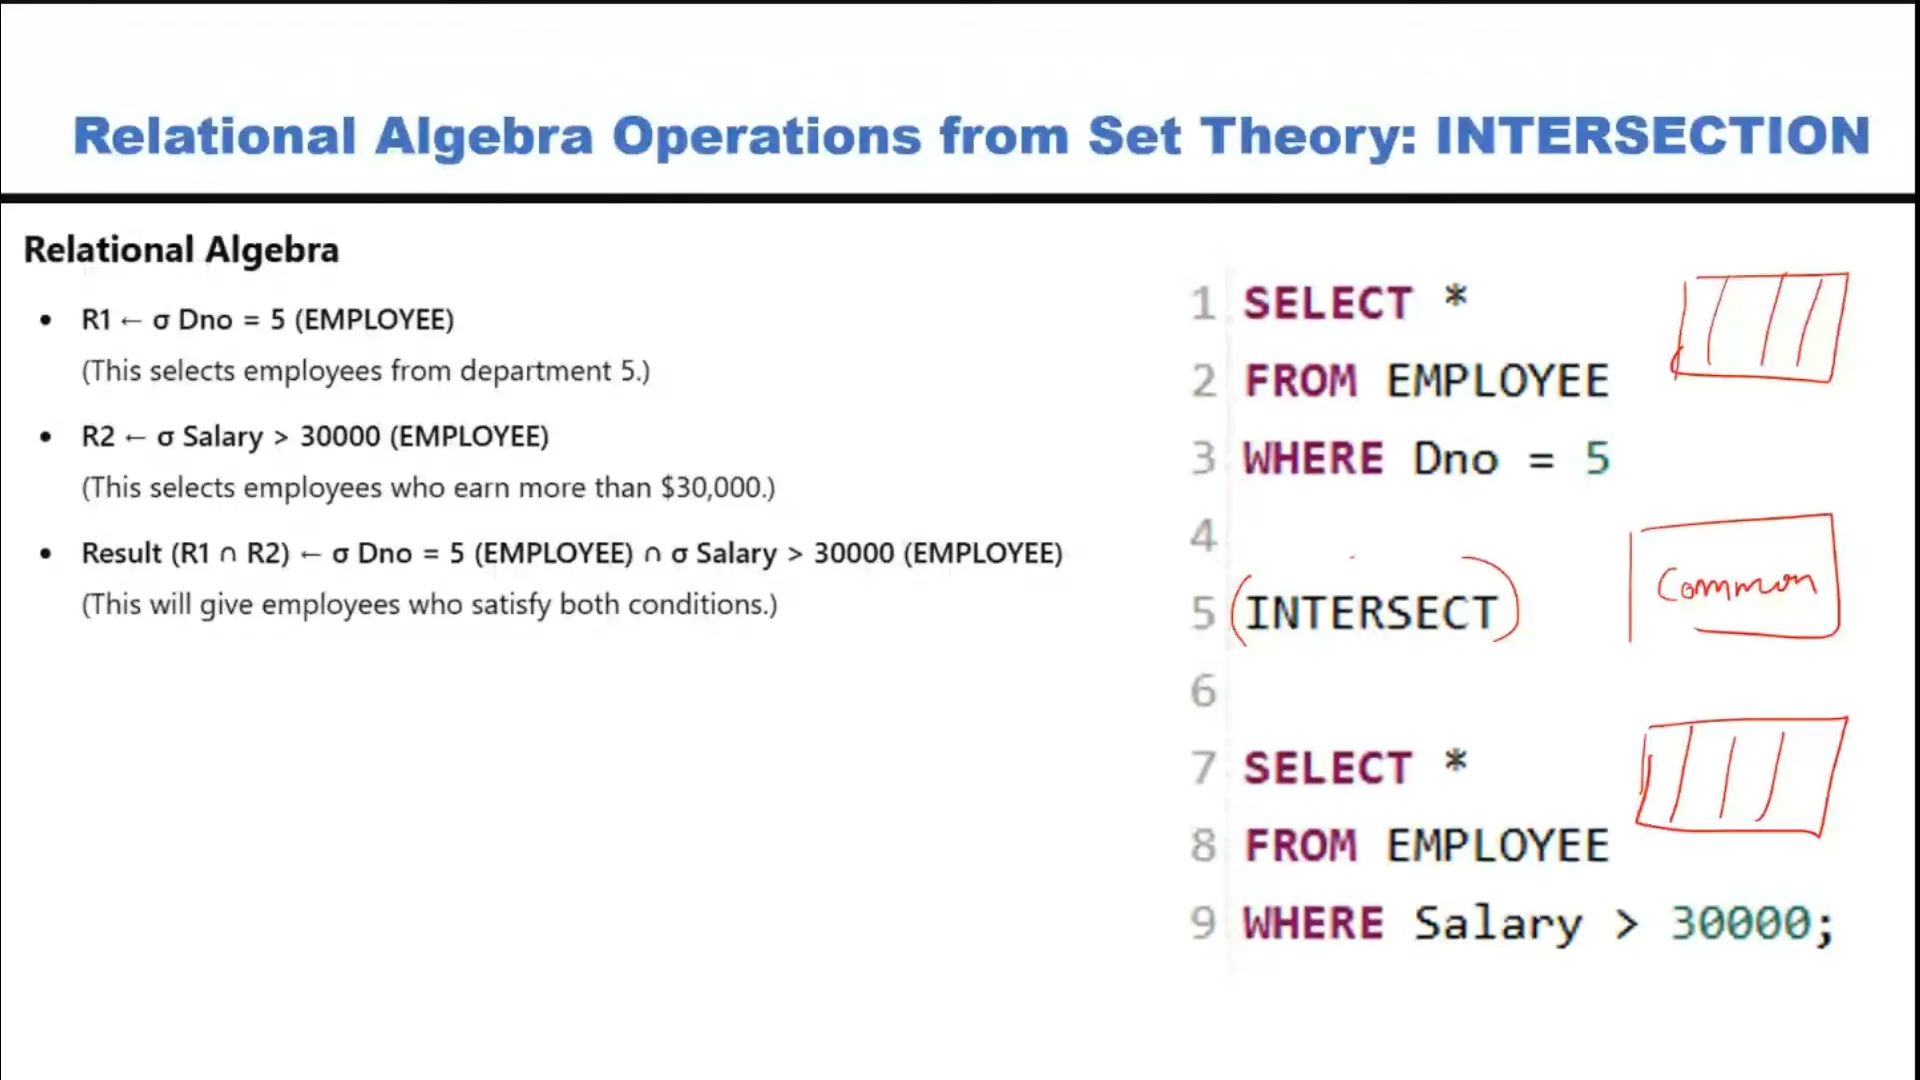 Relational Algebra Operations from Set Theory: INTERSECTION
Relational Algebra
• R1 ← σ Dno = 5 (EMPLOYEE)
(This selects employees from department 5.)
• R2 ← σ Salary > 30000 (EMPLOYEE)
(This selects employees who earn more than $30,000.)
• Result (R1 ∩ R2) ← σ Dno = 5 (EMPLOYEE) ∩ σ Salary > 30000 (EMPLOYEE)
(This will give employees who satisfy both conditions.)
1 SELECT *
2 FROM EMPLOYEE
3 WHERE Dno = 5
4
5 (INTERSECT)
Common
6
7 SELECT *
8 FROM EMPLOYEE
9 WHERE Salary > 30000;